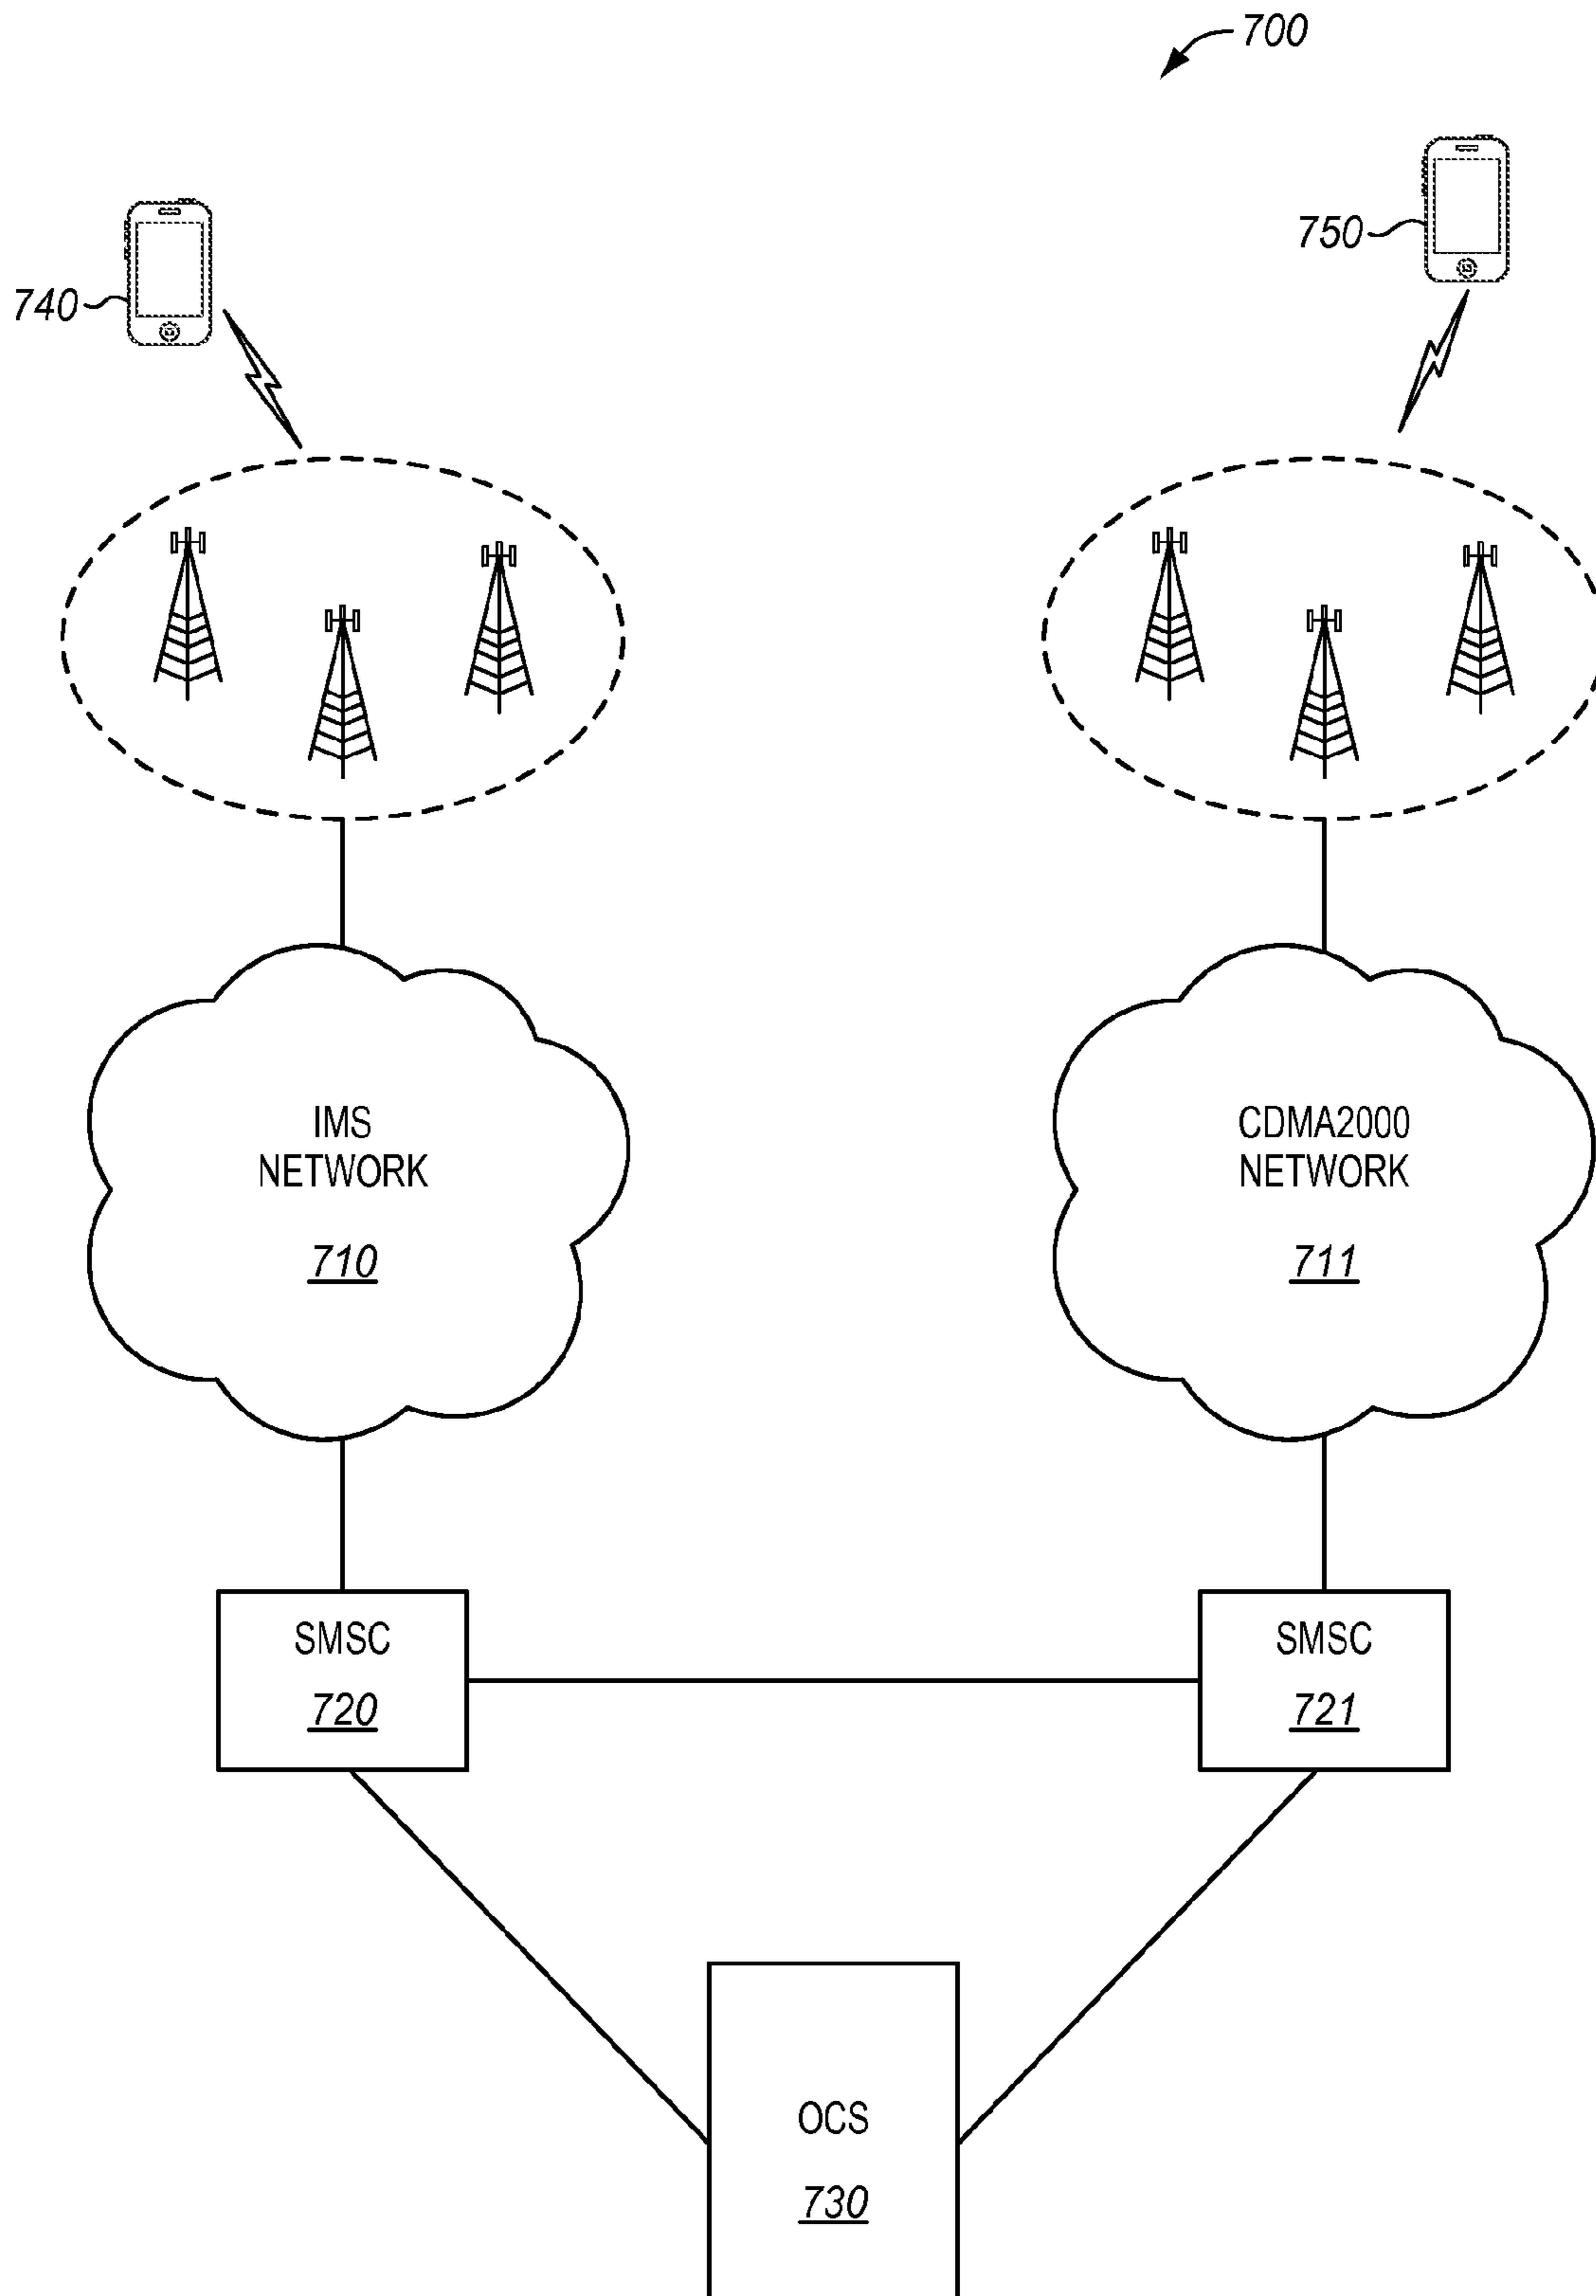 700
750
740
IMS
NETWORK
710
CDMA2000
NETWORK
711
SMSC
720
SMSC
721
OCS
730